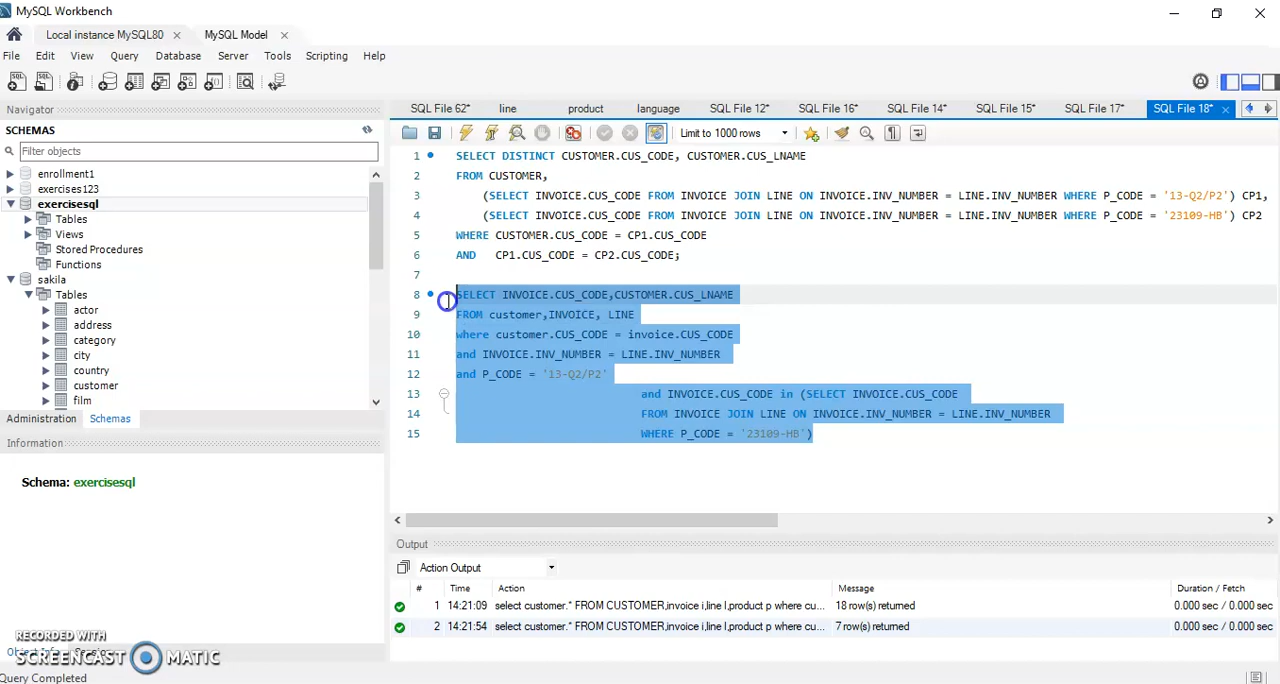 MySQL Workbench
Local instance MySQL80 × MySQL Model ×
File Edit View Query Database Server Tools Scripting Help
Navigator
SCHEMAS
Filter objects
enrollment1
exercises123
exercisesql
Tables
Views
Stored Procedures
Functions
sakila
Tables
actor
address
category
city
country
customer
film
Administration Schemas
Information
Schema: exercisesql
SQL File 62* line product language SQL File 12* SQL File 16* SQL File 14* SQL File 15* SQL File 17* SQL File 18* ×
Limit to 1000 rows
1 SELECT DISTINCT CUSTOMER.CUS_CODE, CUSTOMER.CUS_LNAME
2 FROM CUSTOMER,
3 (SELECT INVOICE.CUS_CODE FROM INVOICE JOIN LINE ON INVOICE.INV_NUMBER = LINE.INV_NUMBER WHERE P_CODE = '13-Q2/P2') CP1,
4 (SELECT INVOICE.CUS_CODE FROM INVOICE JOIN LINE ON INVOICE.INV_NUMBER = LINE.INV_NUMBER WHERE P_CODE = '23109-HB') CP2
5 WHERE CUSTOMER.CUS_CODE = CP1.CUS_CODE
6 AND CP1.CUS_CODE = CP2.CUS_CODE;
7
8 SELECT INVOICE.CUS_CODE,CUSTOMER.CUS_LNAME
9 FROM customer,INVOICE, LINE
10 where customer.CUS_CODE = invoice.CUS_CODE
11 and INVOICE.INV_NUMBER = LINE.INV_NUMBER
12 and P_CODE = '13-Q2/P2'
13 and INVOICE.CUS_CODE in (SELECT INVOICE.CUS_CODE
14 FROM INVOICE JOIN LINE ON INVOICE.INV_NUMBER = LINE.INV_NUMBER
15 WHERE P_CODE = '23109-HB')
Output
Action Output
# Time Action Message Duration / Fetch
1 14:21:09 select customer.* FROM CUSTOMER,invoice i,line l,product p where cu... 18 row(s) returned 0.000 sec / 0.000 sec
2 14:21:54 select customer.* FROM CUSTOMER,invoice i,line l,product p where cu... 7 row(s) returned 0.000 sec / 0.000 sec
RECORDED WITH
SCREENCAST MATIC
Query Completed